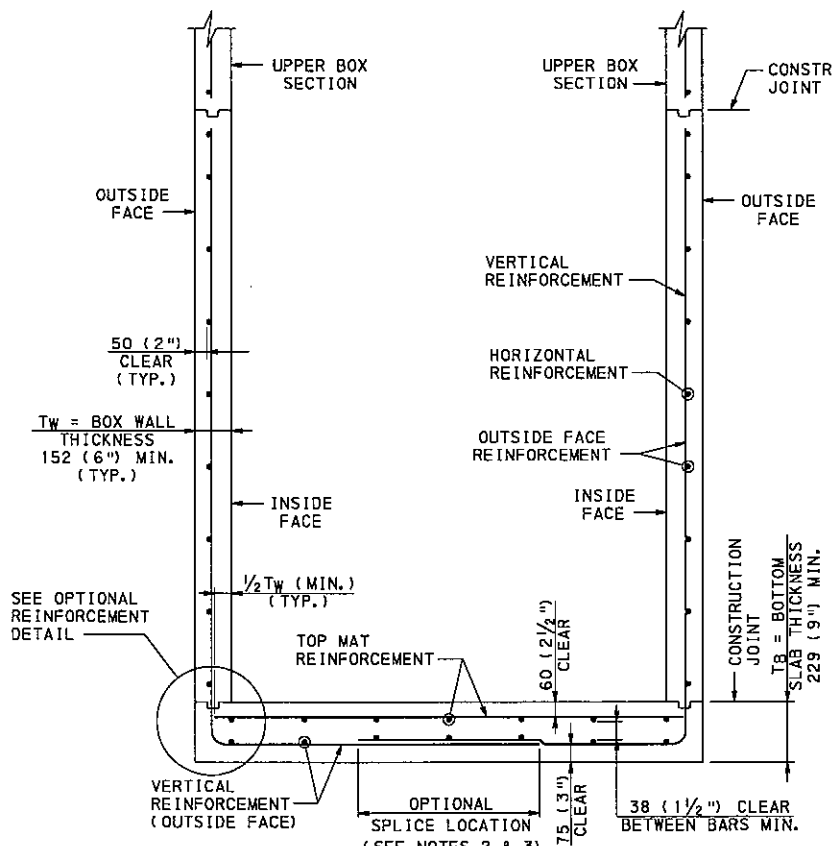 UPPER BOX
SECTION
UPPER BOX
SECTION
CONSTR
JOINT
OUTSIDE
FACE
OUTSIDE
FACE
VERTICAL
REINFORCEMENT
50 (2")
CLEAR
(TYP.)
HORIZONTAL
REINFORCEMENT
TW = BOX WALL
THICKNESS
152 (6") MIN.
(TYP.)
OUTSIDE FACE
REINFORCEMENT
INSIDE
FACE
INSIDE
FACE
SEE OPTIONAL
REINFORCEMENT
DETAIL
½TW (MIN.)
(TYP.)
TOP MAT
REINFORCEMENT
60 (2½")
CLEAR
CONSTRUCTION
JOINT
TB = BOTTOM
SLAB THICKNESS
229 (9") MIN.
VERTICAL
REINFORCEMENT
(OUTSIDE FACE)
OPTIONAL
SPLICE LOCATION
(SEE NOTES 2 & 3)
75 (3")
CLEAR
38 (1½") CLEAR
BETWEEN BARS MIN.